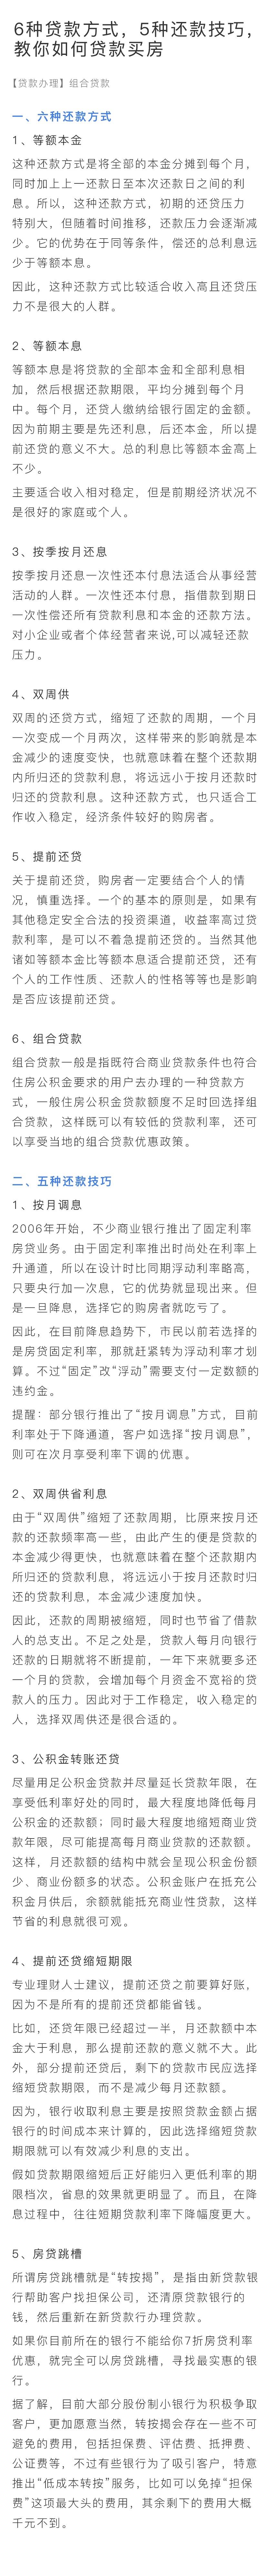 6种贷款方式，5种还款技巧，
教你如何贷款买房
【贷款办理】组合贷款
一、六种还款方式
1、等额本金
这种还款方式是将全部的本金分摊到每个月，
同时加上上一还款日至本次还款日之间的利
息。所以，这种还款方式，初期的还贷压力
特别大，但随着时间推移，还款压力会逐渐减
少。它的优势在于同等条件，偿还的总利息远
少于等额本息。
因此，这种还款方式比较适合收入高且还贷压
力不是很大的人群。
2、等额本息
等额本息是将贷款的全部本金和全部利息相
加，然后根据还款期限，平均分摊到每个月
中。每个月，还贷人缴纳给银行固定的金额。
因为前期主要是先还利息，后还本金，所以提
前还贷的意义不大。总的利息比等额本金高上
不少。
主要适合收入相对稳定，但是前期经济状况不
是很好的家庭或个人。
3、按季按月还息
按季按月还息一次性还本付息法适合从事经营
活动的人群。一次性还本付息，指借款到期日
一次性偿还所有贷款利息和本金的还款方法。
对小企业或者个体经营者来说,可以减轻还款
压力。
4、双周供
双周的还贷方式，缩短了还款的周期，一个月
一次变成一个月两次，这样带来的影响就是本
金减少的速度变快，也就意味着在整个还款期
内所归还的贷款利息，将远远小于按月还款时
归还的贷款利息。这种还款方式，也只适合工
作收入稳定，经济条件较好的购房者。
5、提前还贷
关于提前还贷，购房者一定要结合个人的情
况，慎重选择。一个的基本的原则是，如果有
其他稳定安全合法的投资渠道，收益率高过贷
款利率，是可以不着急提前还贷的。当然其他
诸如等额本金比等额本息适合提前还贷，还有
个人的工作性质、还款人的性格等等也是影响
是否应该提前还贷。
6、组合贷款
组合贷款一般是指既符合商业贷款条件也符合
住房公积金要求的用户去办理的一种贷款方
式，一般住房公积金贷款额度不足时回选择组
合贷款，这样既可以有较低的贷款利率，还可
以享受当地的组合贷款优惠政策。
二、五种还款技巧
1、按月调息
2006年开始，不少商业银行推出了固定利率
房贷业务。由于固定利率推出时尚处在利率上
升通道，所以在设计时比同期浮动利率略高，
只要央行加一次息，它的优势就显现出来。但
是一旦降息，选择它的购房者就吃亏了。
因此，在目前降息趋势下，市民以前若选择的
是房贷固定利率，那就赶紧转为浮动利率才划
算。不过“固定”改“浮动”需要支付一定数额的
违约金。
提醒：部分银行推出了“按月调息”方式，目前
利率处于下降通道，客户如选择“按月调息”，
则可在次月享受利率下调的优惠。
2、双周供省利息
由于“双周供”缩短了还款周期，比原来按月还
款的还款频率高一些，由此产生的便是贷款的
本金减少得更快，也就意味着在整个还款期内
所归还的贷款利息，将远远小于按月还款时归
还的贷款利息，本金减少速度加快。
因此，还款的周期被缩短，同时也节省了借款
人的总支出。不足之处是，贷款人每月向银行
还款的日期就将不断提前，一年下来就要多还
一个月的贷款，会增加每个月资金不宽裕的贷
款人的压力。因此对于工作稳定，收入稳定的
人，选择双周供还是很合适的。
3、公积金转账还贷
尽量用足公积金贷款并尽量延长贷款年限，在
享受低利率好处的同时，最大程度地降低每月
公积金的还款额；同时最大程度地缩短商业贷
款年限，尽可能提高每月商业贷款的还款额。
这样，月还款额的结构中就会呈现公积金份额
少、商业份额多的状态。公积金账户在抵充公
积金月供后，余额就能抵充商业性贷款，这样
节省的利息就很可观。
4、提前还贷缩短期限
专业理财人士建议，提前还贷之前要算好账，
因为不是所有的提前还贷都能省钱。
比如，还贷年限已经超过一半，月还款额中本
金大于利息，那么提前还款的意义就不大。此
外，部分提前还贷后，剩下的贷款市民应选择
缩短贷款期限，而不是减少每月还款额。
因为，银行收取利息主要是按照贷款金额占据
银行的时间成本来计算的，因此选择缩短贷款
期限就可以有效减少利息的支出。
假如贷款期限缩短后正好能归入更低利率的期
限档次，省息的效果就更明显了。而且，在降
息过程中，往往短期贷款利率下降幅度更大。
5、房贷跳槽
所谓房贷跳槽就是“转按揭”，是指由新贷款银
行帮助客户找担保公司，还清原贷款银行的
钱，然后重新在新贷款行办理贷款。
如果你目前所在的银行不能给你7折房贷利率
优惠，就完全可以房贷跳槽，寻找最实惠的银
行。
据了解，目前大部分股份制小银行为积极争取
客户，更加愿意当然，转按揭会存在一些不可
避免的费用，包括担保费、评估费、抵押费、
公证费等，不过有些银行为了吸引客户，特意
推出“低成本转按”服务，比如可以免掉“担保
费”这项最大头的费用，其余剩下的费用大概
千元不到。